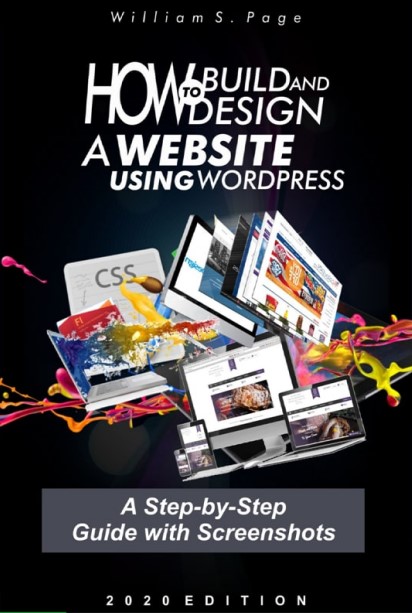 William S. Page
HOW TO BUILD AND
DESIGN
A WEBSITE
USING WORDPRESS
CSS
Fl
A Step-by-Step
Guide with Screenshots
2020 EDITION